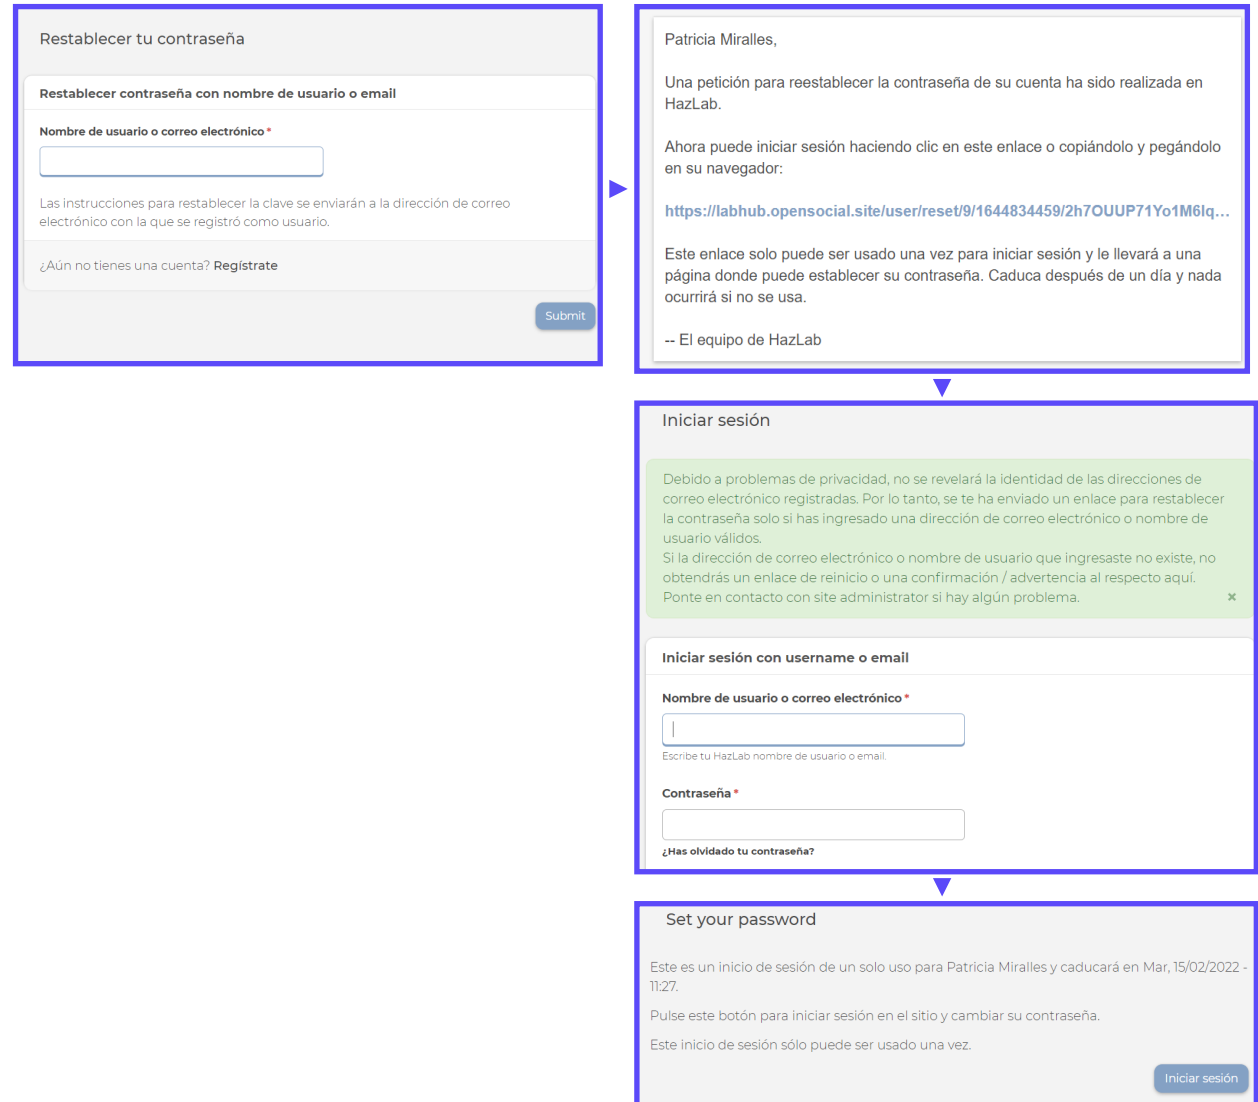 Restablecer tu contraseña
Restablecer contraseña con nombre de usuario o email
Nombre de usuario o correo electrónico *
Las instrucciones para restablecer la clave se enviarán a la dirección de correo
electrónico con la que se registró como usuario.
¿Aún no tienes una cuenta? Regístrate
Submit
Patricia Miralles,
Una petición para reestablecer la contraseña de su cuenta ha sido realizada en
HazLab.
Ahora puede iniciar sesión haciendo clic en este enlace o copiándolo y pegándolo
en su navegador:
https://labhub.opensocial.site/user/reset/9/1644834459/2h7OUUP71Yo1M6Iq...
Este enlace solo puede ser usado una vez para iniciar sesión y le llevará a una
página donde puede establecer su contraseña. Caduca después de un día y nada
ocurrirá si no se usa.
-- El equipo de HazLab
Iniciar sesión
Debido a problemas de privacidad, no se revelará la identidad de las direcciones de
correo electrónico registradas. Por lo tanto, se te ha enviado un enlace para restablecer
la contraseña solo si has ingresado una dirección de correo electrónico o nombre de
usuario válidos.
Si la dirección de correo electrónico o nombre de usuario que ingresaste no existe, no
obtendrás un enlace de reinicio o una confirmación / advertencia al respecto aquí.
Ponte en contacto con site administrator si hay algún problema. ×
Iniciar sesión con username o email
Nombre de usuario o correo electrónico *
Escribe tu HazLab nombre de usuario o email.
Contraseña *
¿Has olvidado tu contraseña?
Set your password
Este es un inicio de sesión de un solo uso para Patricia Miralles y caducará en Mar, 15/02/2022 -
11:27.
Pulse este botón para iniciar sesión en el sitio y cambiar su contraseña.
Este inicio de sesión sólo puede ser usado una vez.
Iniciar sesión